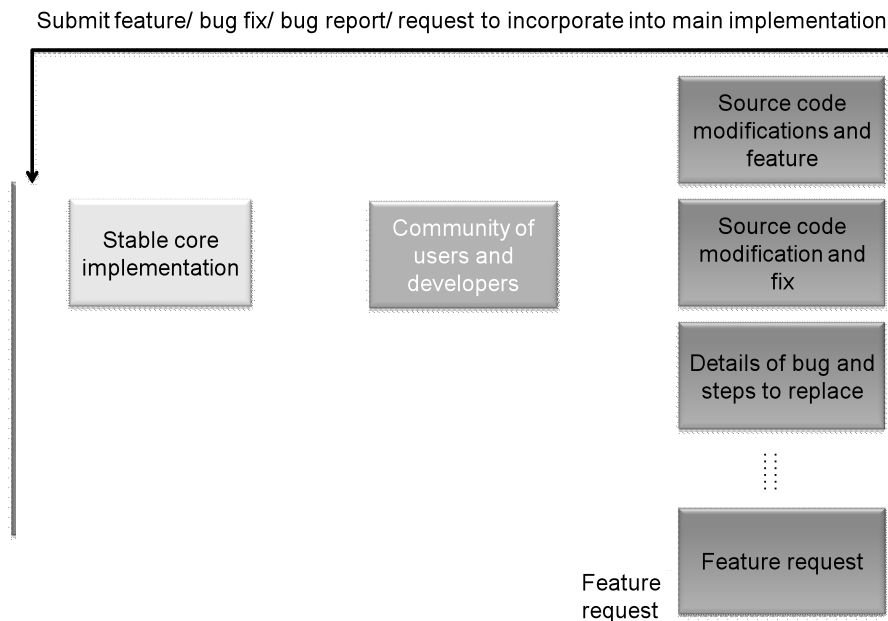 Submit feature/ bug fix/ bug report/ request to incorporate into main implementation
Source code
modifications and
feature
Stable core
implementation
Community of
users and
developers
Source code
modification and
fix
Details of bug and
steps to replace
Feature request
Feature
request